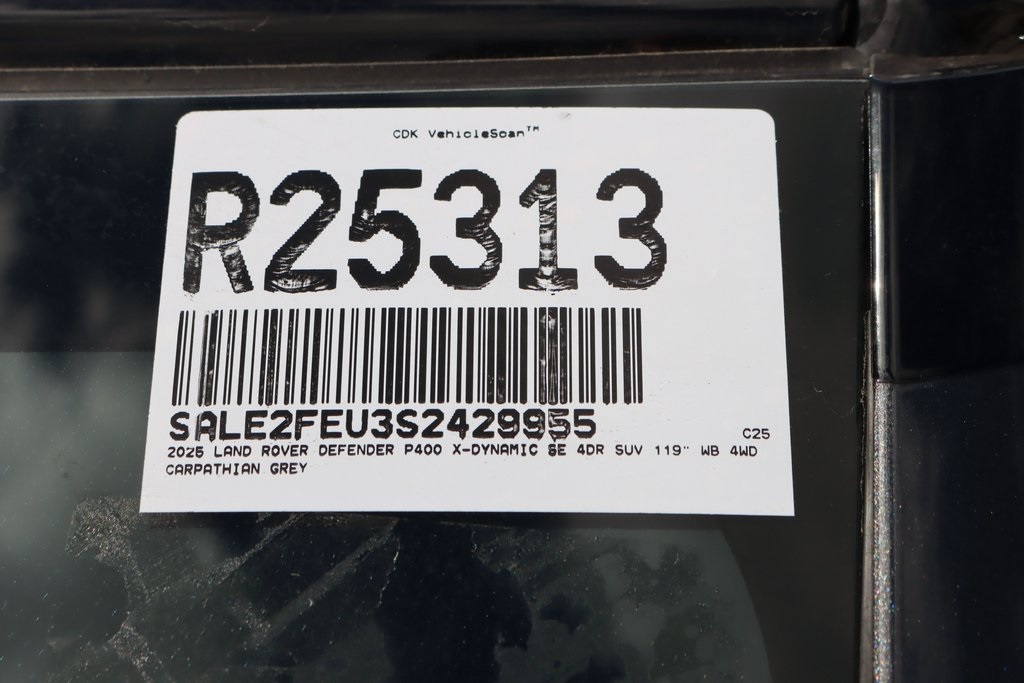 CDK VehicleScan™
R25313
SALE2FEU3S2429955
C25
2025 LAND ROVER DEFENDER P400 X-DYNAMIC SE 4DR SUV 119" WB 4WD
CARPATHIAN GREY